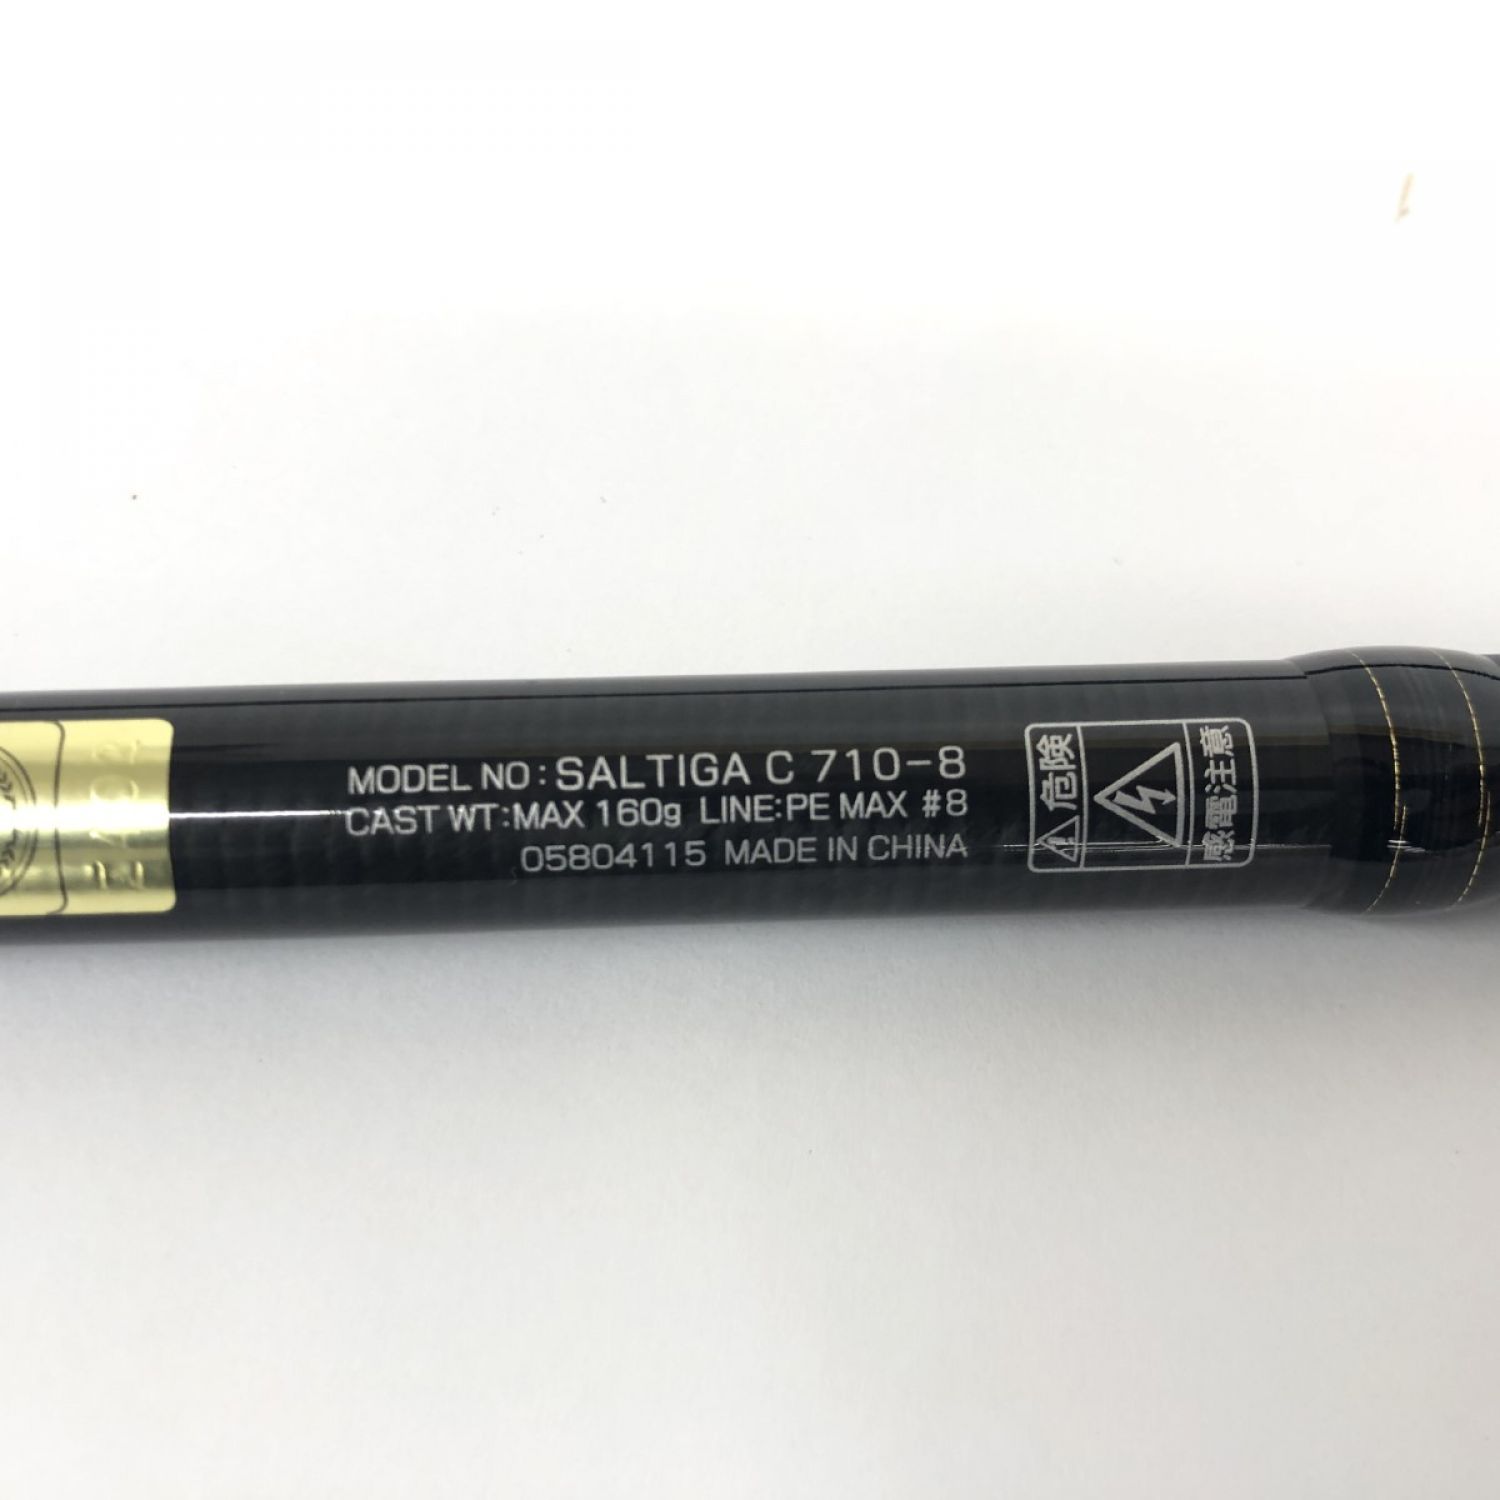 MODEL NO:SALTIGA C 710-8
CAST WT:MAX 160g LINE:PE MAX #8
05804115 MADE IN CHINA
危険
感電注意